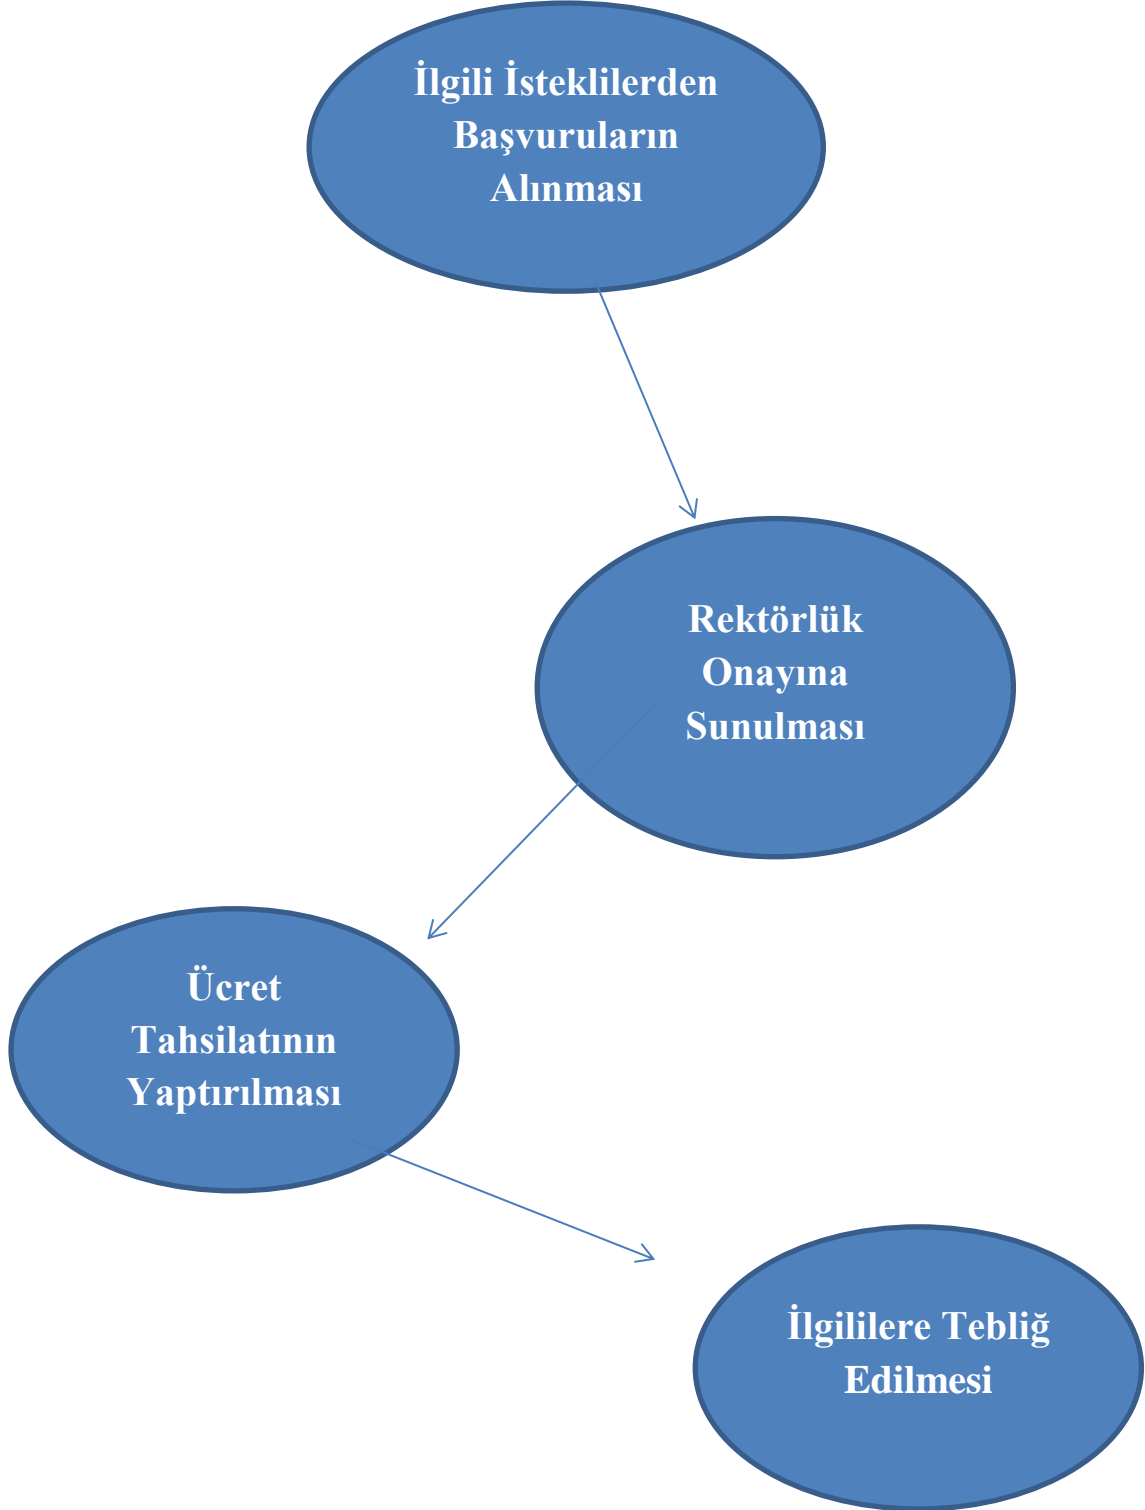 İlgili İsteklilerden
Başvuruların
Alınması
Rektörlük
Onayına
Sunulması
Ücret
Tahsilatının
Yaptırılması
İlgililere Tebliğ
Edilmesi